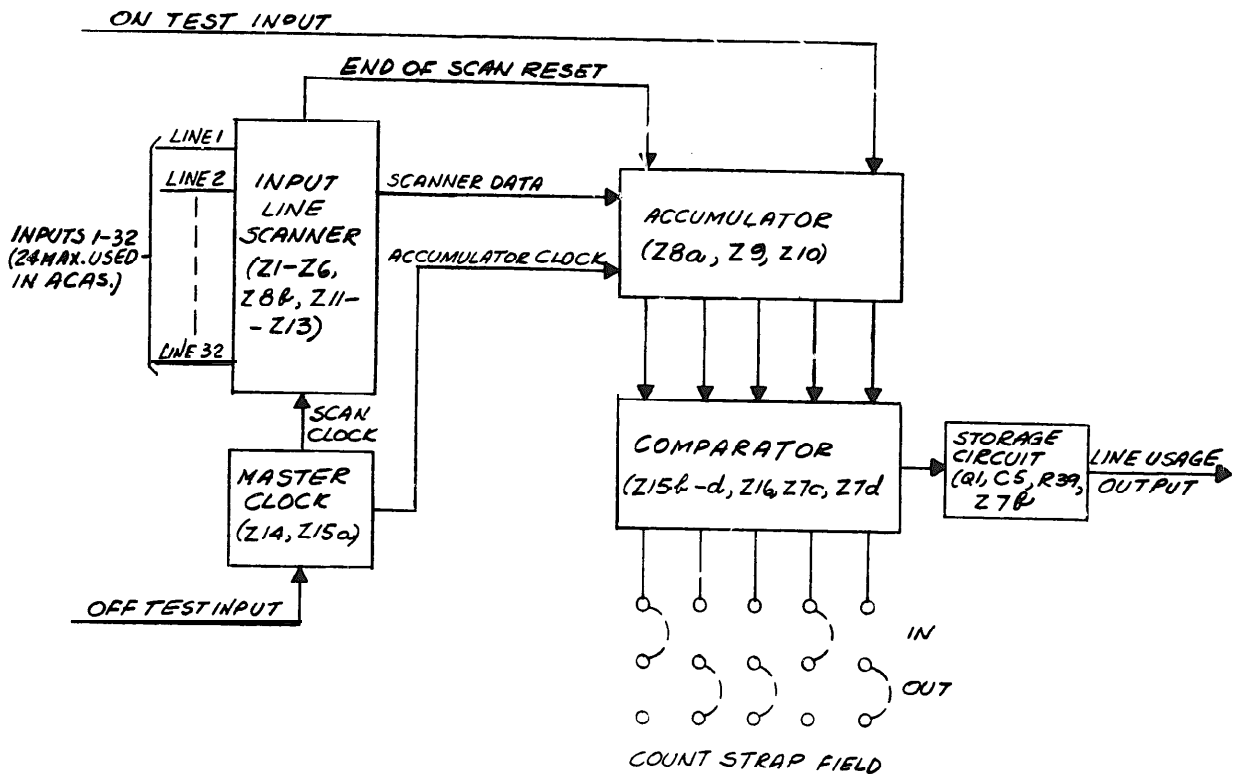 ON TEST INPUT
END OF SCAN RESET
LINE 1
LINE 2
INPUTS 1-32
(24 MAX. USED
IN ACAS.)
LINE 32
INPUT
LINE
SCANNER
(Z1-Z6,
Z8b, Z11-
-Z13)
SCANNER DATA
ACCUMULATOR CLOCK
ACCUMULATOR
(Z8a, Z9, Z10)
SCAN
CLOCK
MASTER
CLOCK
(Z14, Z15a)
OFF TEST INPUT
COMPARATOR
(Z15b-d, Z16, Z7c, Z7d
STORAGE
CIRCUIT
(Q1, C5, R39,
Z7b
LINE USAGE
OUTPUT
IN
OUT
COUNT STRAP FIELD